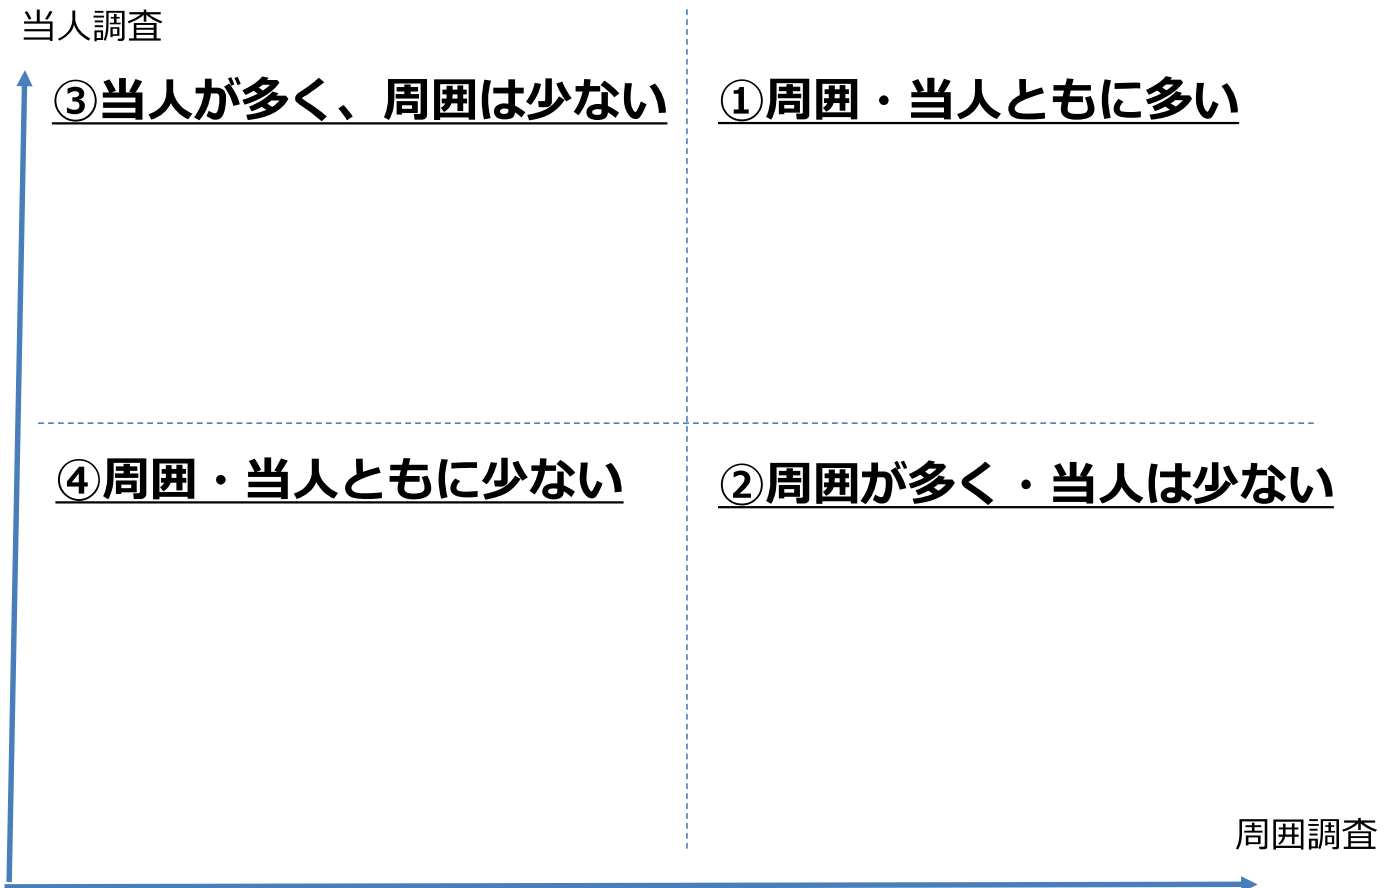 当人調査
③当人が多く、周囲は少ない
①周囲・当人ともに多い
④周囲・当人ともに少ない
②周囲が多く・当人は少ない
周囲調査